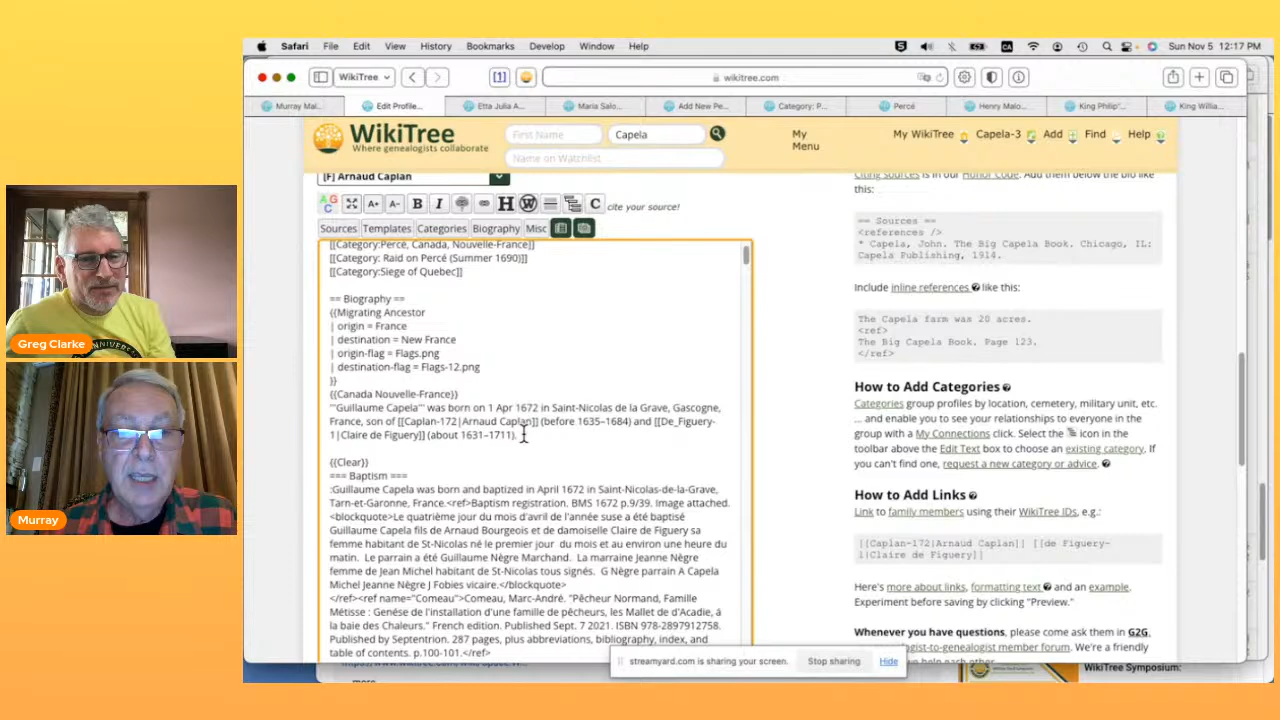 Safari File Edit View History Bookmarks Develop Window Help
CA
Sun Nov 5 12:17 PM
WikiTree
[1]
wikitree.com
Murray Mal...
Edit Profile...
Etta Julia A...
Maria Salo...
Add New Pe...
Category: P...
Percé
Henry Malo...
King Philip'...
King Willia...
WikiTree
Where genealogists collaborate
First Name
Capela
Name on Watchlist
My
Menu
My WikiTree
Capela-3
Add
Find
Help
[F] Arnaud Caplan
A+ A- B I H W C cite your source!
Sources Templates Categories Biography Misc
[[Category:Percé, Canada, Nouvelle-France]]
[[Category: Raid on Percé (Summer 1690)]]
[[Category:Siege of Quebec]]
== Biography ==
{{Migrating Ancestor
| origin = France
| destination = New France
| origin-flag = Flags.png
| destination-flag = Flags-12.png
}}
{{Canada Nouvelle-France}}
'''Guillaume Capela''' was born on 1 Apr 1672 in Saint-Nicolas de la Grave, Gascogne,
France, son of [[Caplan-172|Arnaud Caplan]] (before 1635–1684) and [[De_Figuery-
1|Claire de Figuery]] (about 1631–1711).
{{Clear}}
=== Baptism ===
:Guillaume Capela was born and baptized in April 1672 in Saint-Nicolas-de-la-Grave,
Tarn-et-Garonne, France.<ref>Baptism registration. BMS 1672 p.9/39. Image attached.
<blockquote>Le quatrième jour du mois d'avril de l'année suse a été baptisé
Guillaume Capela fils de Arnaud Bourgeois et de damoiselle Claire de Figuery sa
femme habitant de St-Nicolas né le premier jour du mois et au environ une heure du
matin. Le parrain a été Guillaume Nègre Marchand. La marraine Jeanne Nègre
femme de Jean Michel habitant de St-Nicolas tous signés. G Nègre parrain A Capela
Michel Jeanne Nègre J Fobies vicaire.</blockquote>
</ref><ref name="Comeau">Comeau, Marc-André. "Pêcheur Normand, Famille
Métisse : Genése de l'installation d'une famille de pêcheurs, les Mallet de d'Acadie, á
la baie des Chaleurs." French edition. Published Sept. 7 2021. ISBN 978-2897912758.
Published by Septentrion. 287 pages, plus abbreviations, bibliography, index, and
table of contents. p.100-101.</ref>
Citing sources is in our Honor Code. Add them below the bio like
this:
== Sources ==
<references />
* Capela, John. The Big Capela Book. Chicago, IL:
Capela Publishing, 1914.
Include inline references like this:
The Capela farm was 20 acres.
<ref>
The Big Capela Book. Page 123.
</ref>
How to Add Categories
Categories group profiles by location, cemetery, military unit, etc.
... and enable you to see your relationships to everyone in the
group with a My Connections click. Select the icon in the
toolbar above the Edit Text box to choose an existing category. If
you can't find one, request a new category or advice.
How to Add Links
Link to family members using their WikiTree IDs, e.g.:
[[Caplan-172|Arnaud Caplan]] [[de Figuery-
1|Claire de Figuery]]
Here's more about links, formatting text and an example.
Experiment before saving by clicking "Preview."
Whenever you have questions, please come ask them in G2G,
ogist-to-genealogist member forum. We're a friendly
streamyard.com is sharing your screen.
Stop sharing
Hide
more
WikiTree Symposium:
Greg Clarke
Murray